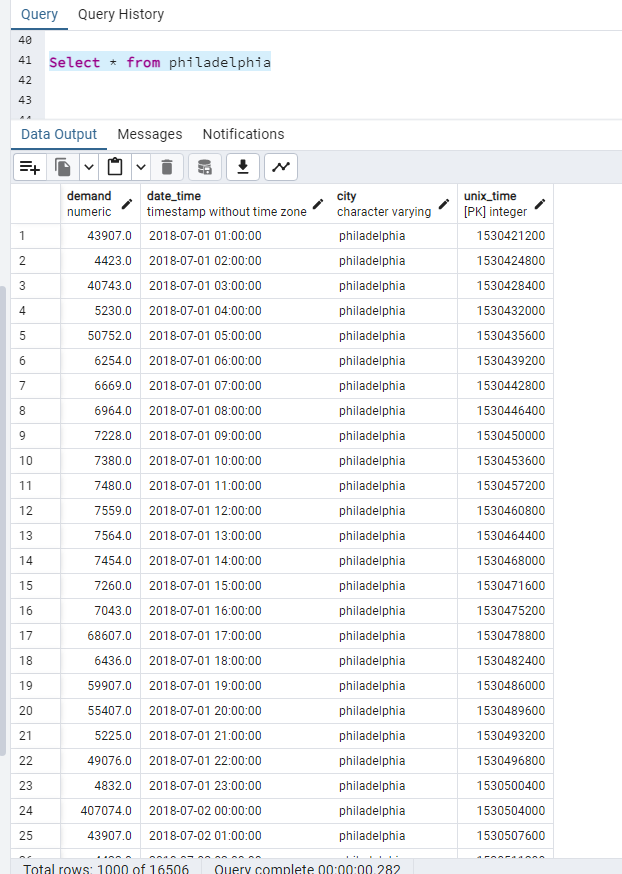 Query Query History
40
41 Select * from philadelphia
42
43
Data Output Messages Notifications
demand date_time city unix_time
numeric timestamp without time zone character varying [PK] integer
1 43907.0 2018-07-01 01:00:00 philadelphia 1530421200
2 4423.0 2018-07-01 02:00:00 philadelphia 1530424800
3 40743.0 2018-07-01 03:00:00 philadelphia 1530428400
4 5230.0 2018-07-01 04:00:00 philadelphia 1530432000
5 50752.0 2018-07-01 05:00:00 philadelphia 1530435600
6 6254.0 2018-07-01 06:00:00 philadelphia 1530439200
7 6669.0 2018-07-01 07:00:00 philadelphia 1530442800
8 6964.0 2018-07-01 08:00:00 philadelphia 1530446400
9 7228.0 2018-07-01 09:00:00 philadelphia 1530450000
10 7380.0 2018-07-01 10:00:00 philadelphia 1530453600
11 7480.0 2018-07-01 11:00:00 philadelphia 1530457200
12 7559.0 2018-07-01 12:00:00 philadelphia 1530460800
13 7564.0 2018-07-01 13:00:00 philadelphia 1530464400
14 7454.0 2018-07-01 14:00:00 philadelphia 1530468000
15 7260.0 2018-07-01 15:00:00 philadelphia 1530471600
16 7043.0 2018-07-01 16:00:00 philadelphia 1530475200
17 68607.0 2018-07-01 17:00:00 philadelphia 1530478800
18 6436.0 2018-07-01 18:00:00 philadelphia 1530482400
19 59907.0 2018-07-01 19:00:00 philadelphia 1530486000
20 55407.0 2018-07-01 20:00:00 philadelphia 1530489600
21 5225.0 2018-07-01 21:00:00 philadelphia 1530493200
22 49076.0 2018-07-01 22:00:00 philadelphia 1530496800
23 4832.0 2018-07-01 23:00:00 philadelphia 1530500400
24 407074.0 2018-07-02 00:00:00 philadelphia 1530504000
25 43907.0 2018-07-02 01:00:00 philadelphia 1530507600
Total rows: 1000 of 16506 Query complete 00:00:00.282